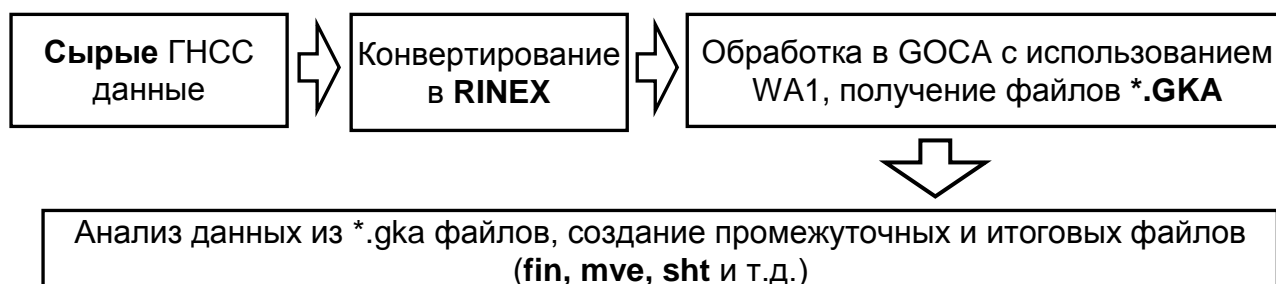 Сырые ГНСС
данные
Конвертирование
в RINEX
Обработка в GOCA с использованием
WA1, получение файлов *.GKA
Анализ данных из *.gka файлов, создание промежуточных и итоговых файлов
(fin, mve, sht и т.д.)